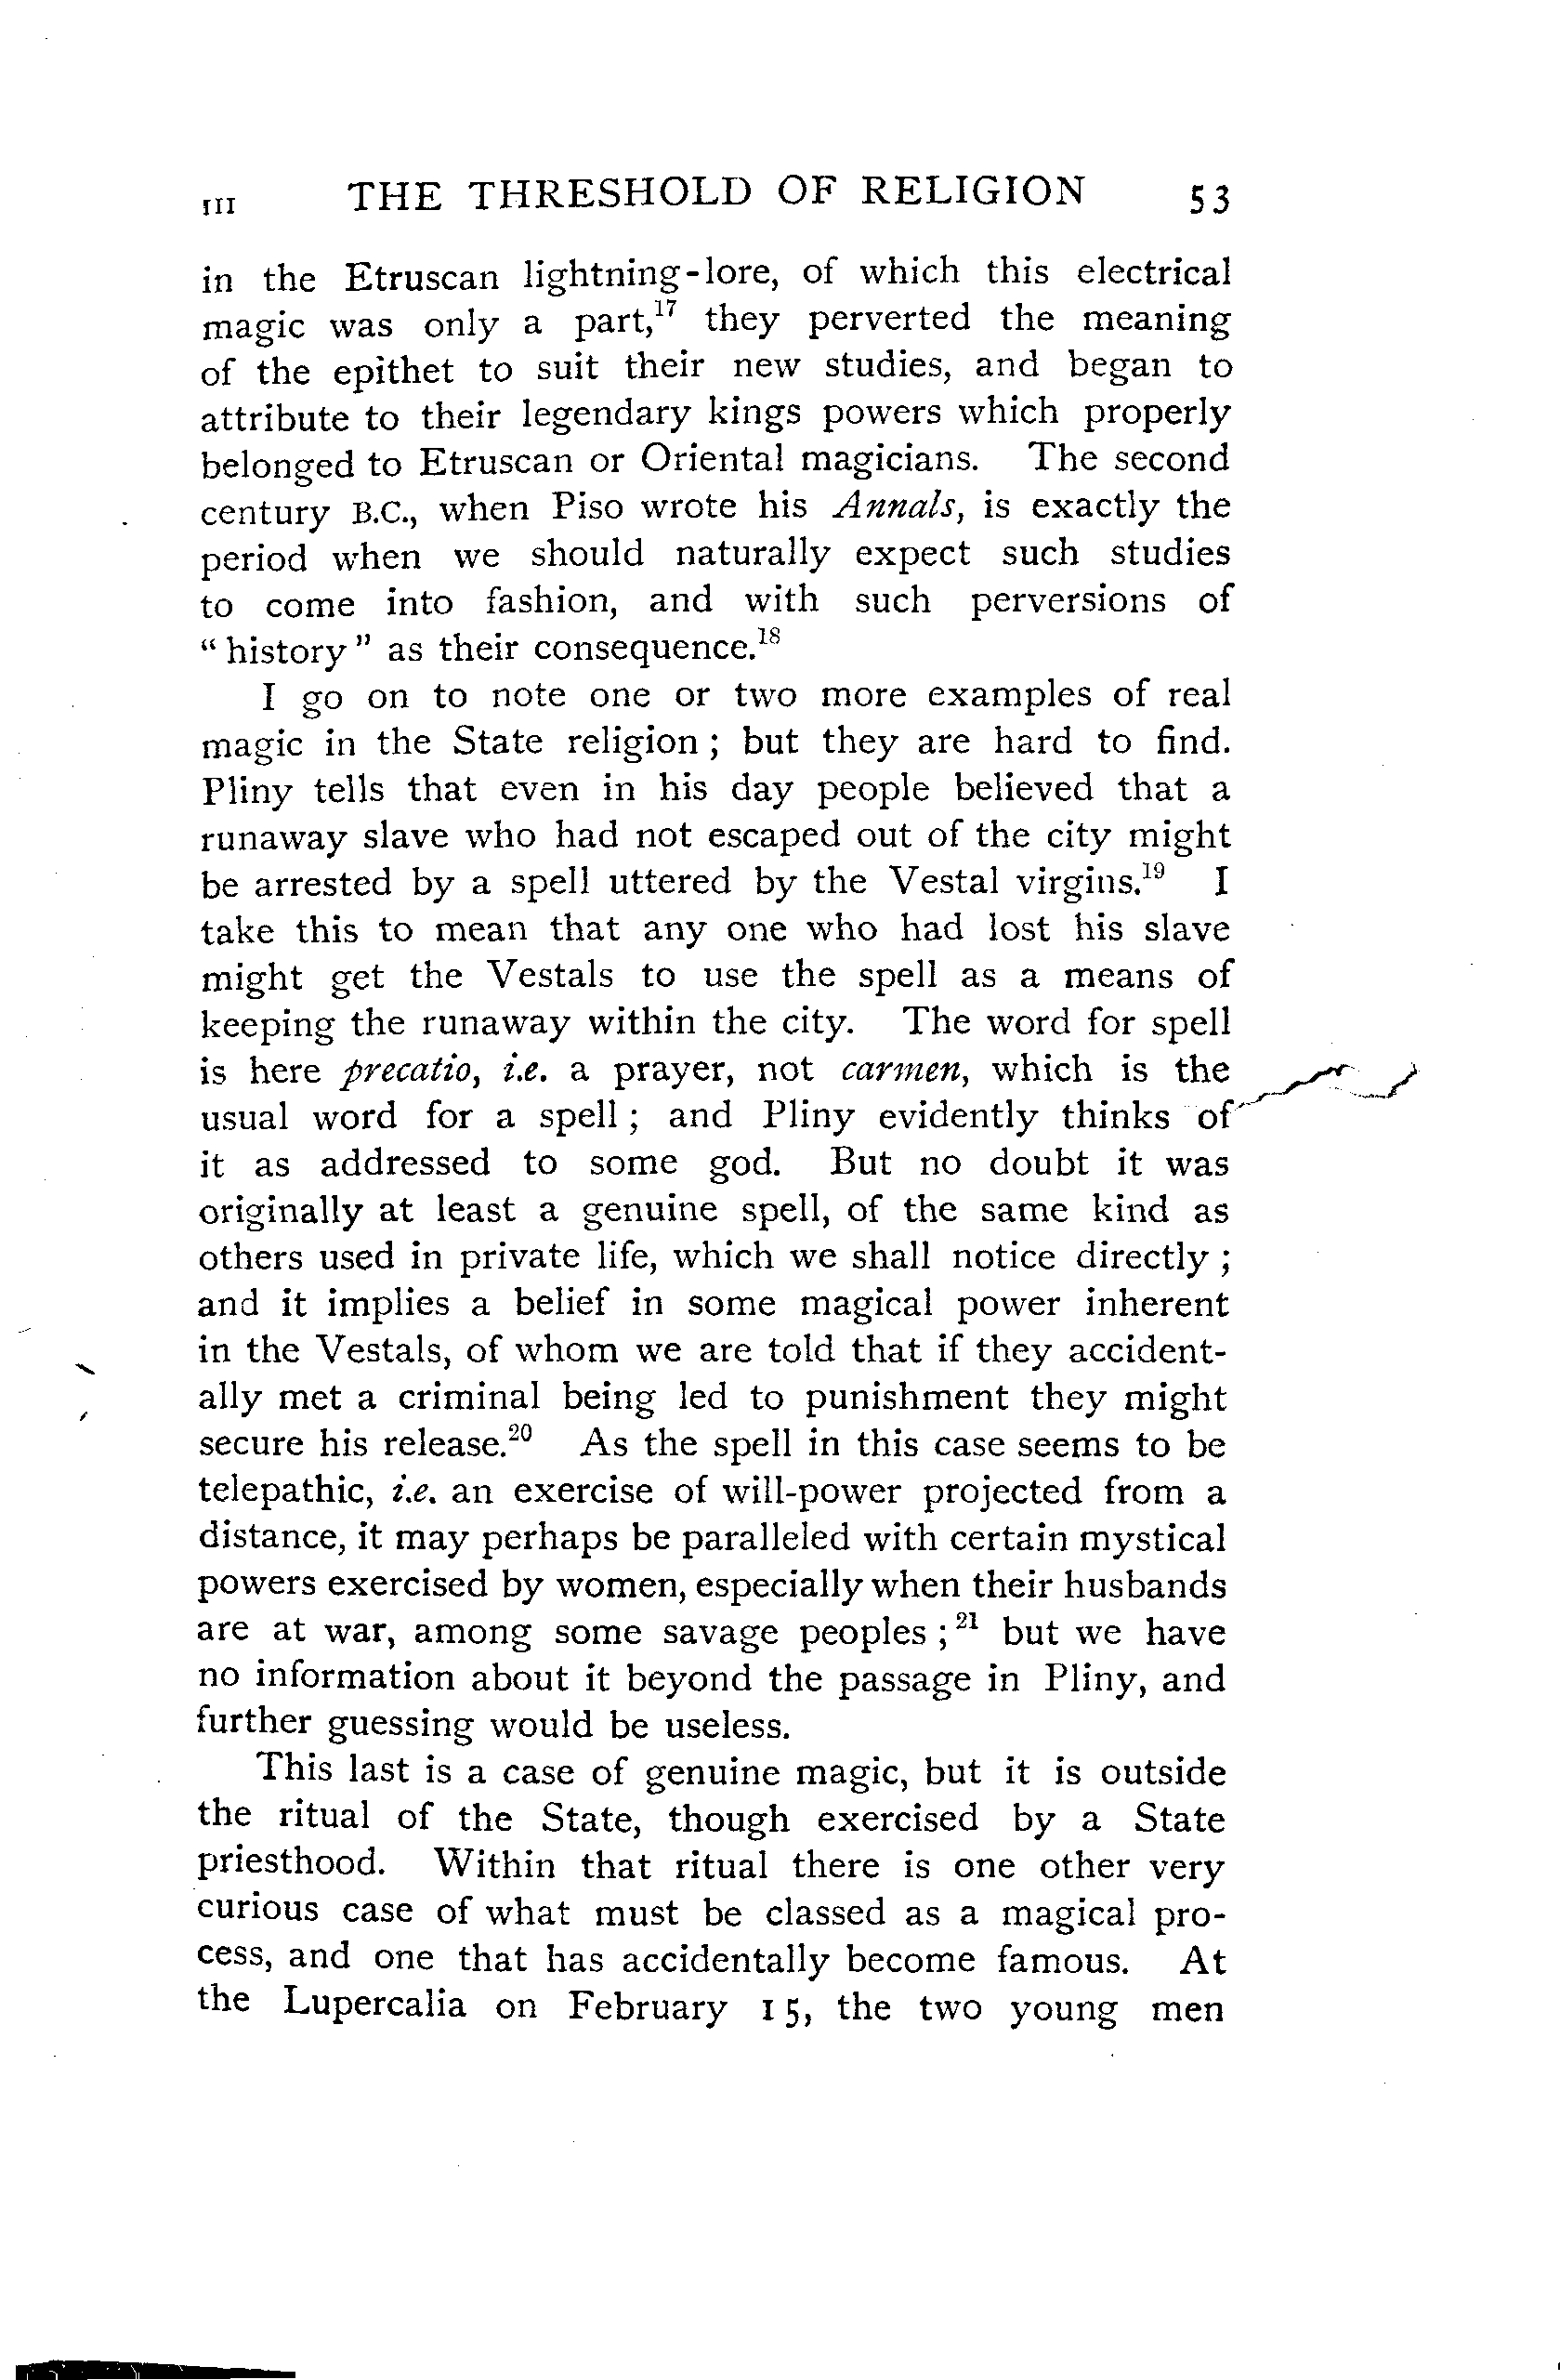 III THE THRESHOLD OF RELIGION 53
in the Etruscan lightning-lore, of which this electrical
magic was only a part,¹⁷ they perverted the meaning
of the epithet to suit their new studies, and began to
attribute to their legendary kings powers which properly
belonged to Etruscan or Oriental magicians. The second
century B.C., when Piso wrote his Annals, is exactly the
period when we should naturally expect such studies
to come into fashion, and with such perversions of
“ history ” as their consequence.¹⁸
I go on to note one or two more examples of real
magic in the State religion ; but they are hard to find.
Pliny tells that even in his day people believed that a
runaway slave who had not escaped out of the city might
be arrested by a spell uttered by the Vestal virgins.¹⁹ I
take this to mean that any one who had lost his slave
might get the Vestals to use the spell as a means of
keeping the runaway within the city. The word for spell
is here precatio, i.e. a prayer, not carmen, which is the
usual word for a spell ; and Pliny evidently thinks of
it as addressed to some god. But no doubt it was
originally at least a genuine spell, of the same kind as
others used in private life, which we shall notice directly ;
and it implies a belief in some magical power inherent
in the Vestals, of whom we are told that if they accident-
ally met a criminal being led to punishment they might
secure his release.²⁰ As the spell in this case seems to be
telepathic, i.e. an exercise of will-power projected from a
distance, it may perhaps be paralleled with certain mystical
powers exercised by women, especially when their husbands
are at war, among some savage peoples ;²¹ but we have
no information about it beyond the passage in Pliny, and
further guessing would be useless.
This last is a case of genuine magic, but it is outside
the ritual of the State, though exercised by a State
priesthood. Within that ritual there is one other very
curious case of what must be classed as a magical pro-
cess, and one that has accidentally become famous. At
the Lupercalia on February 15, the two young men